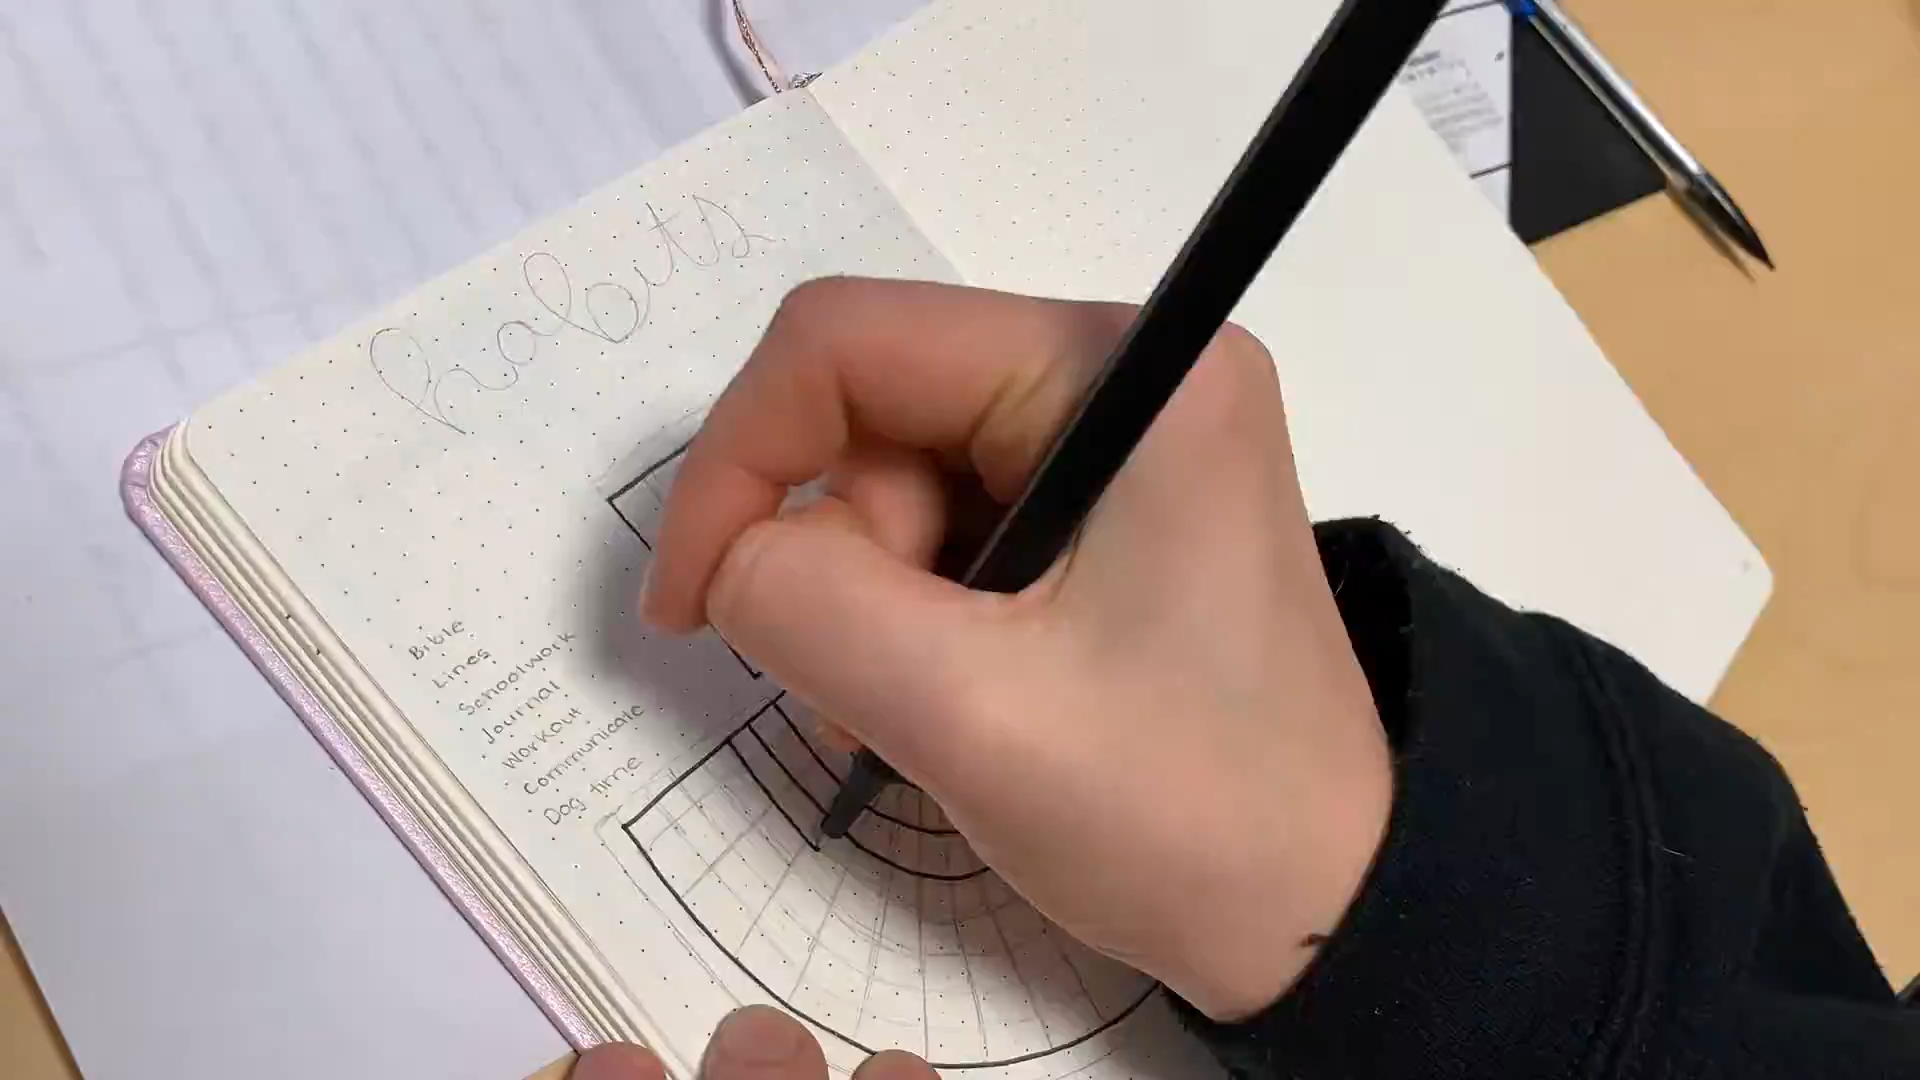 habits
Bible
Lines
Schoolwork
Journal
Workout
Communicate
Dog time